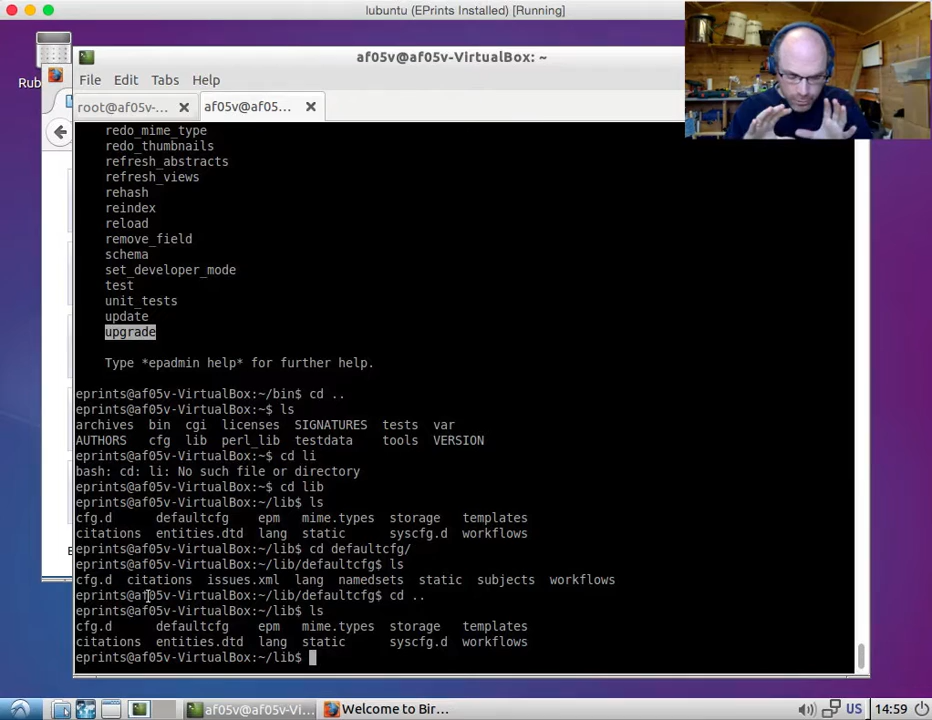 lubuntu (EPrints Installed) [Running]
af05v@af05v-VirtualBox: ~
Rub
File Edit Tabs Help
root@af05v-... af05v@af05...
redo_mime_type
redo_thumbnails
refresh_abstracts
refresh_views
rehash
reindex
reload
remove_field
schema
set_developer_mode
test
unit_tests
update
upgrade
Type *epadmin help* for further help.
eprints@af05v-VirtualBox:~/bin$ cd ..
eprints@af05v-VirtualBox:~$ ls
archives bin cgi licenses SIGNATURES tests var
AUTHORS cfg lib perl_lib testdata tools VERSION
eprints@af05v-VirtualBox:~$ cd li
bash: cd: li: No such file or directory
eprints@af05v-VirtualBox:~$ cd lib
eprints@af05v-VirtualBox:~/lib$ ls
cfg.d defaultcfg epm mime.types storage templates
citations entities.dtd lang static syscfg.d workflows
eprints@af05v-VirtualBox:~/lib$ cd defaultcfg/
eprints@af05v-VirtualBox:~/lib/defaultcfg$ ls
cfg.d citations issues.xml lang namedsets static subjects workflows
eprints@af05v-VirtualBox:~/lib/defaultcfg$ cd ..
eprints@af05v-VirtualBox:~/lib$ ls
cfg.d defaultcfg epm mime.types storage templates
citations entities.dtd lang static syscfg.d workflows
eprints@af05v-VirtualBox:~/lib$
af05v@af05v-Vi... Welcome to Bir... US 14:59